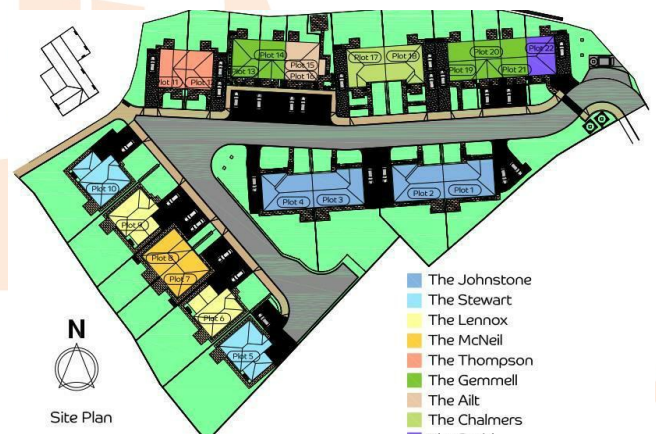 Plot 14
Plot 13
Plot 15
Plot 16
Plot 17
Plot 18
Plot 20
Plot 19
Plot 21
Plot 22
Plot 11
Plot 10
Plot 9
Plot 8
Plot 7
Plot 6
Plot 5
Plot 4
Plot 3
Plot 2
Plot 1
The Johnstone
The Stewart
The Lennox
The McNeil
The Thompson
The Gemmell
The Ailt
The Chalmers
N
Site Plan